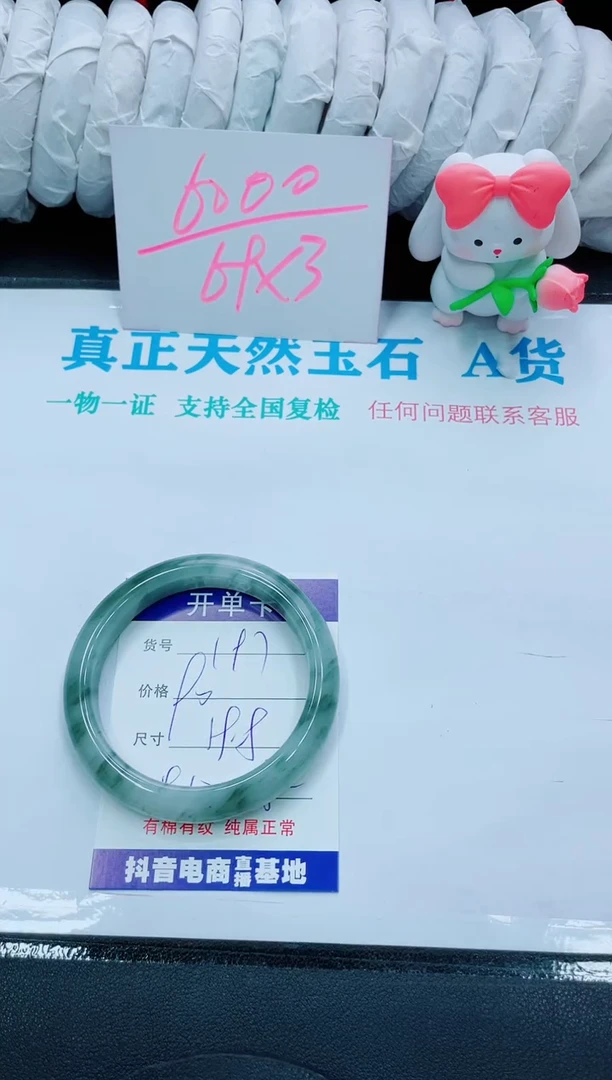 6000
真正天然玉石 A货
一物一证 支持全国复检 任何问题联系客服
开单卡
货号
价格
尺寸
有棉有纹 纯属正常
抖音电商直播基地